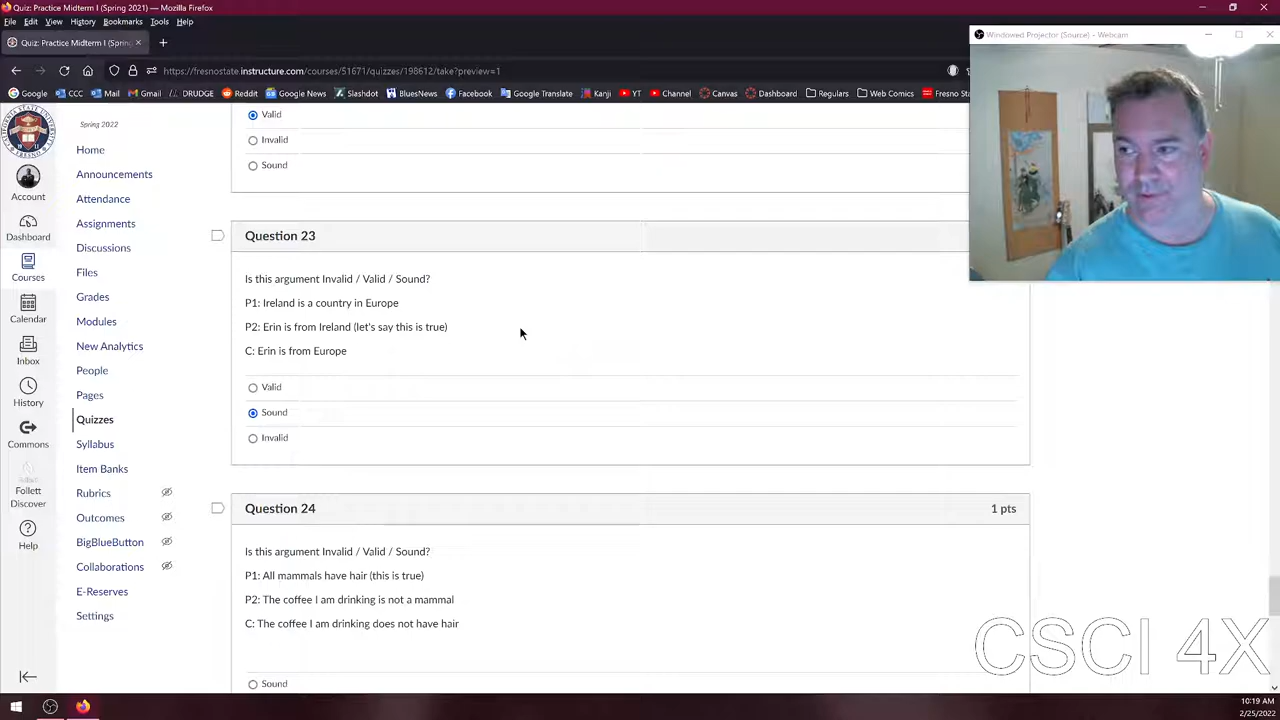 Quiz: Practice Midterm I (Spring 2021) — Mozilla Firefox
File Edit View History Bookmarks Tools Help
Quiz: Practice Midterm I (Spring
Windowed Projector (Source) - Webcam
https://fresnostate.instructure.com/courses/51671/quizzes/198612/take?preview=1
Google CCC Mail Gmail DRUDGE Reddit Google News Slashdot BluesNews Facebook Google Translate Kanji YT Channel Canvas Dashboard Regulars Web Comics Fresno St
Spring 2022
Account
Dashboard
Courses
Calendar
Inbox
History
Commons
Follett
Discover
Help
Home
Announcements
Attendance
Assignments
Discussions
Files
Grades
Modules
New Analytics
People
Pages
Quizzes
Syllabus
Item Banks
Rubrics
Outcomes
BigBlueButton
Collaborations
E-Reserves
Settings
Valid
Invalid
Sound
Question 23
Is this argument Invalid / Valid / Sound?
P1: Ireland is a country in Europe
P2: Erin is from Ireland (let's say this is true)
C: Erin is from Europe
Valid
Sound
Invalid
Question 24
1 pts
Is this argument Invalid / Valid / Sound?
P1: All mammals have hair (this is true)
P2: The coffee I am drinking is not a mammal
C: The coffee I am drinking does not have hair
Sound
CSCI 4X
10:19 AM
2/25/2022